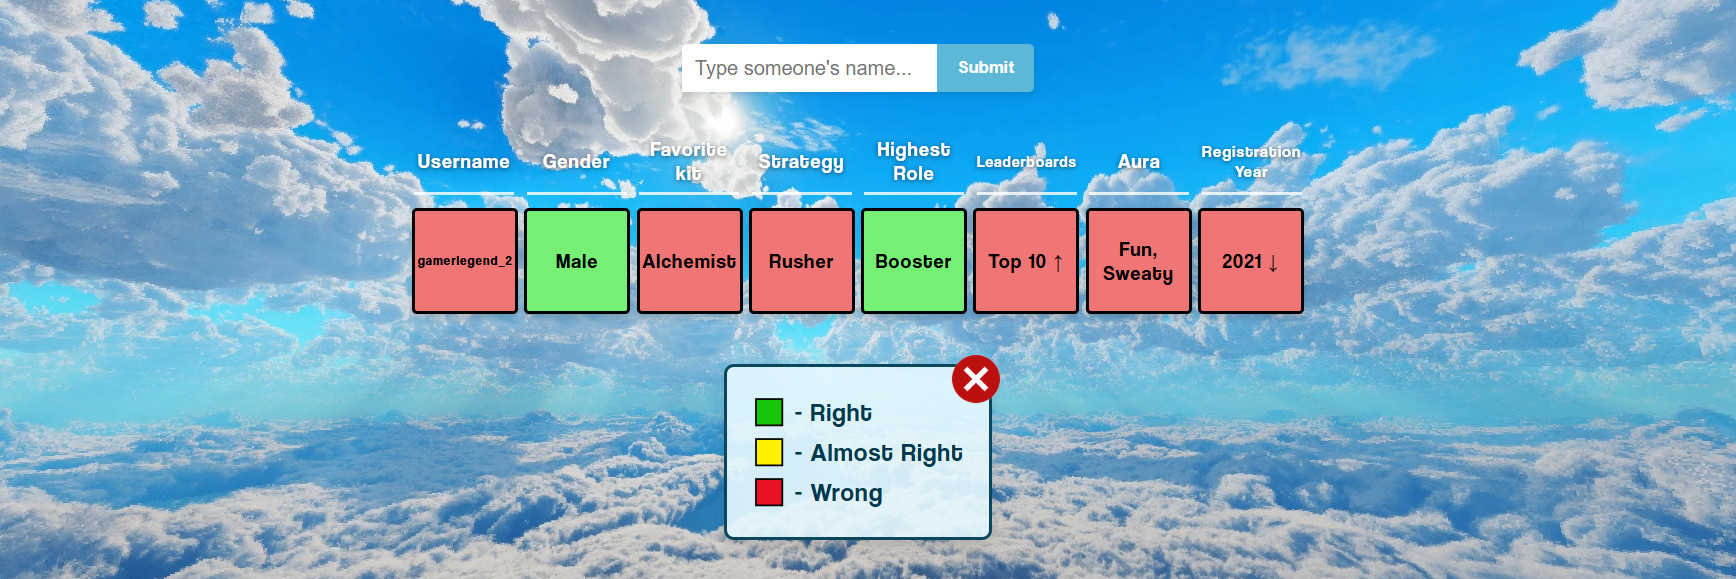 Type someone's name...
Submit
Username
Gender
Favorite
kit
Strategy
Highest
Role
Leaderboards
Aura
Registration
Year
gamerlegend_2
Male
Alchemist
Rusher
Booster
Top 10 ↑
Fun,
Sweaty
2021 ↓
- Right
- Almost Right
- Wrong